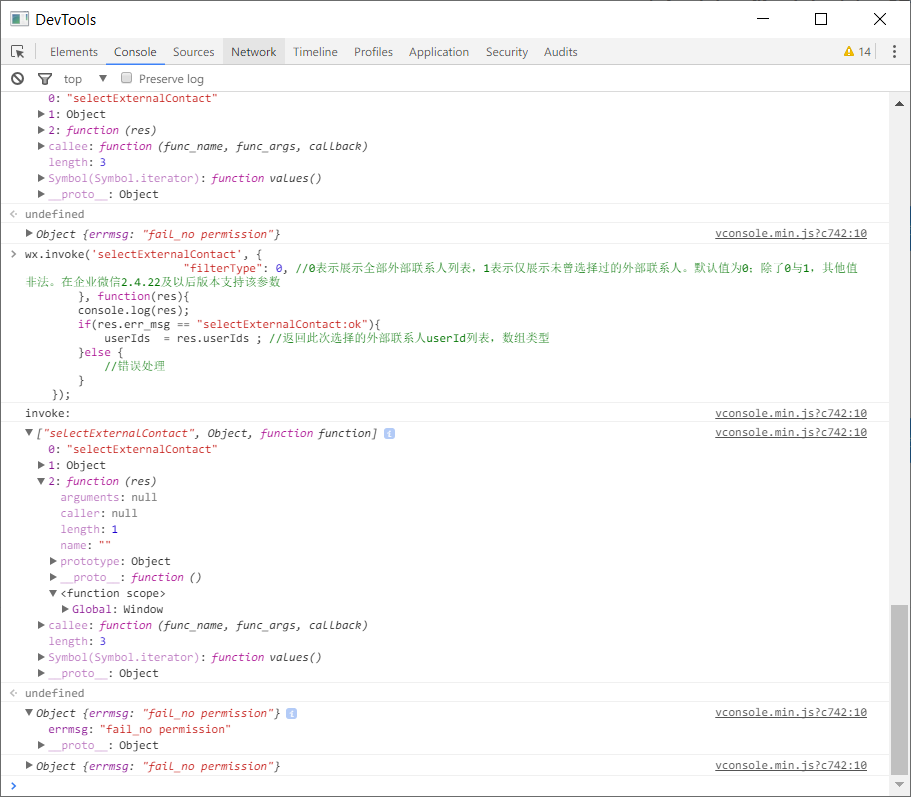 DevTools
Elements Console Sources Network Timeline Profiles Application Security Audits 14
top Preserve log
0: "selectExternalContact"
1: Object
2: function (res)
callee: function (func_name, func_args, callback)
length: 3
Symbol(Symbol.iterator): function values()
__proto__: Object
undefined
Object {errmsg: "fail_no permission"} vconsole.min.js?c742:10
wx.invoke('selectExternalContact', {
"filterType": 0, //0表示展示全部外部联系人列表，1表示仅展示未曾选择过的外部联系人。默认值为0；除了0与1，其他值
非法。在企业微信2.4.22及以后版本支持该参数
}, function(res){
console.log(res);
if(res.err_msg == "selectExternalContact:ok"){
userIds = res.userIds ; //返回此次选择的外部联系人userId列表，数组类型
}else {
//错误处理
}
});
invoke: vconsole.min.js?c742:10
["selectExternalContact", Object, function function] vconsole.min.js?c742:10
0: "selectExternalContact"
1: Object
2: function (res)
arguments: null
caller: null
length: 1
name: ""
prototype: Object
__proto__: function ()
<function scope>
Global: Window
callee: function (func_name, func_args, callback)
length: 3
Symbol(Symbol.iterator): function values()
__proto__: Object
undefined
Object {errmsg: "fail_no permission"} vconsole.min.js?c742:10
errmsg: "fail_no permission"
__proto__: Object
Object {errmsg: "fail_no permission"} vconsole.min.js?c742:10